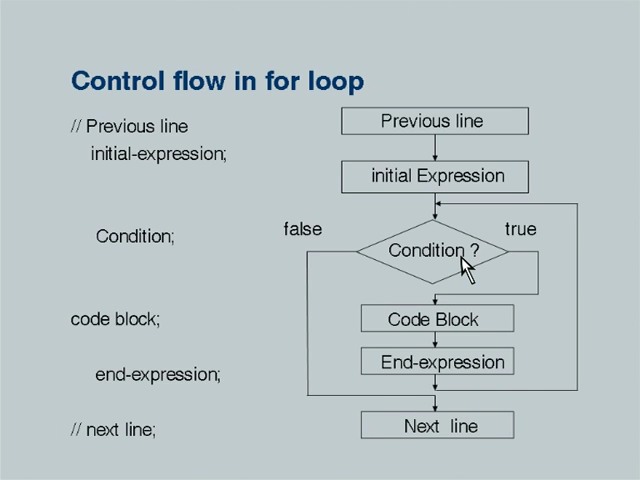 Control flow in for loop
// Previous line
initial-expression;
Condition;
code block;
end-expression;
// next line;
Previous line
initial Expression
false
true
Condition ?
Code Block
End-expression
Next line